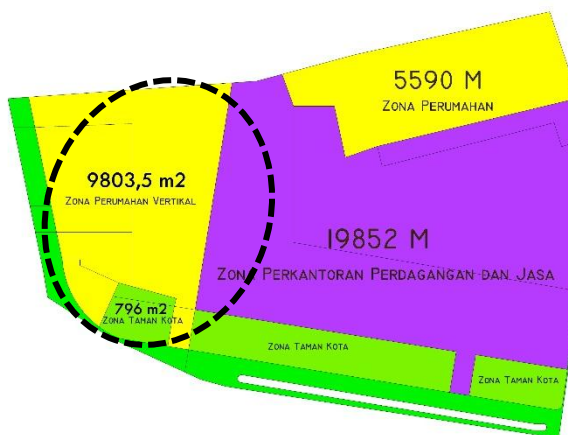 5590 M
ZONA PERUMAHAN
9803,5 m2
ZONA PERUMAHAN VERTIKAL
19852 M
ZON PERKANTORAN PERDAGANGAN DAN JASA
796 m2
ZONA TAMAN KOTA
ZONA TAMAN KOTA
ZONA TAMAN KOTA